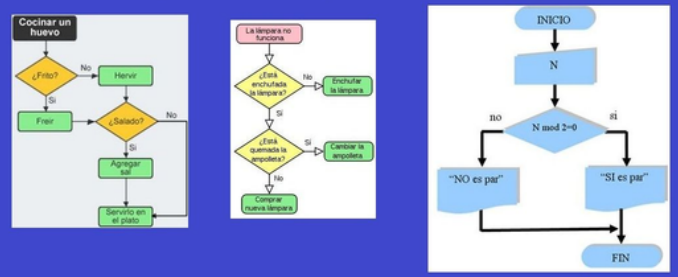 Cocinar un
huevo
¿Frito?
No
Hervir
Si
Freir
¿Salado?
No
Si
Agregar
sal
Servirlo en
el plato
La lámpara no
funciona
¿Está
enchufada
la lámpara?
No
Enchufar
la lámpara
Sí
¿Está
quemada la
ampolleta?
Sí
Cambiar la
ampolleta
No
Comprar
nueva lámpara
INICIO
N
N mod 2=0
no
si
"NO es par"
"SI es par"
FIN